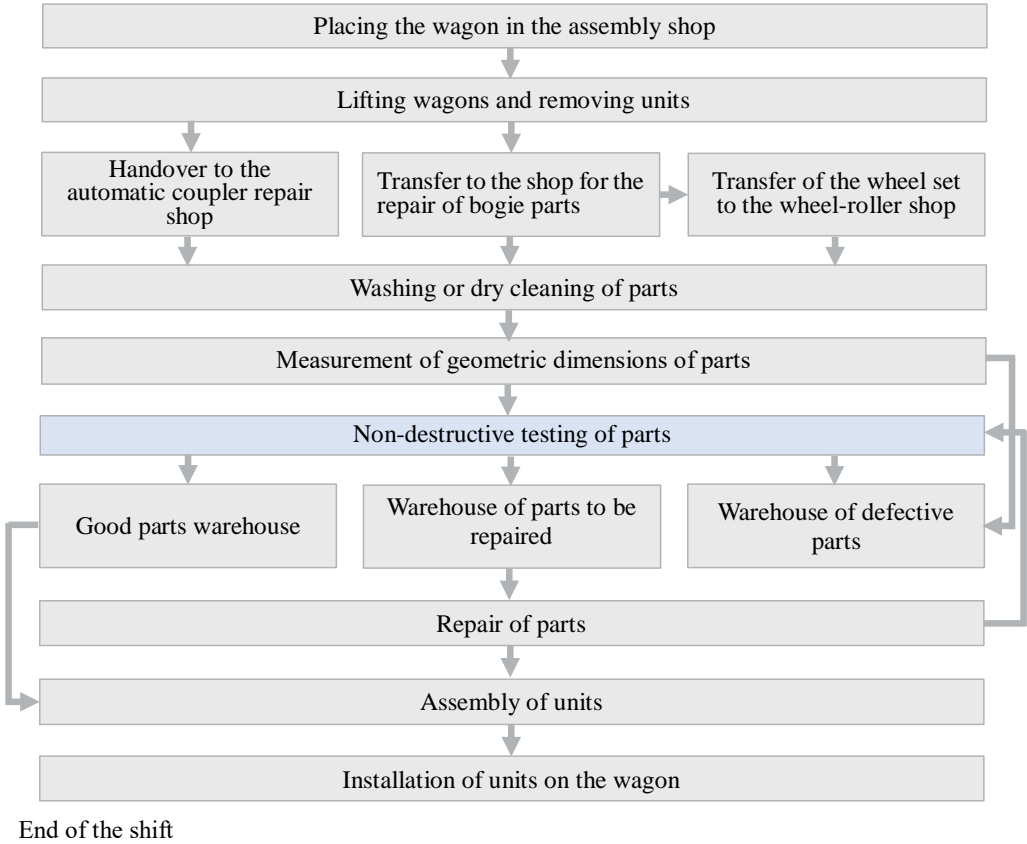 Placing the wagon in the assembly shop
Lifting wagons and removing units
Handover to the
automatic coupler repair
shop
Transfer to the shop for the
repair of bogie parts
Transfer of the wheel set
to the wheel-roller shop
Washing or dry cleaning of parts
Measurement of geometric dimensions of parts
Non-destructive testing of parts
Good parts warehouse
Warehouse of parts to be
repaired
Warehouse of defective
parts
Repair of parts
Assembly of units
Installation of units on the wagon
End of the shift